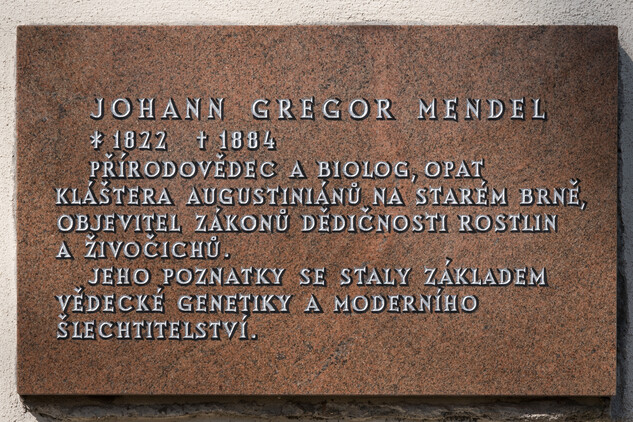 JOHANN GREGOR MENDEL
* 1822 † 1884
PŘÍRODOVĚDEC A BIOLOG, OPAT
KLÁŠTERA AUGUSTINIÁNŮ NA STARÉM BRNĚ,
OBJEVITEL ZÁKONŮ DĚDIČNOSTI ROSTLIN
A ŽIVOČICHŮ.
JEHO POZNATKY SE STALY ZÁKLADEM
VĚDECKÉ GENETIKY A MODERNÍHO
ŠLECHTITELSTVÍ.